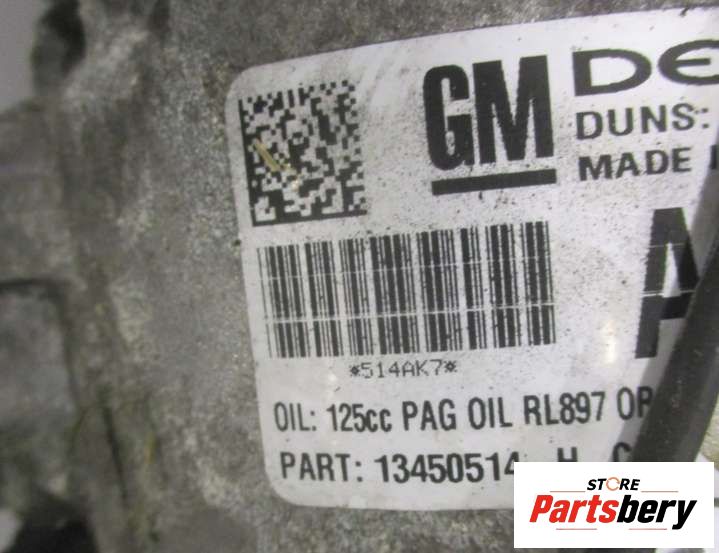 GM DE
DUNS:
MADE
*514AK7*
OIL: 125cc PAG OIL RL897 OR
PART: 13450514 H
STORE
Partsbery